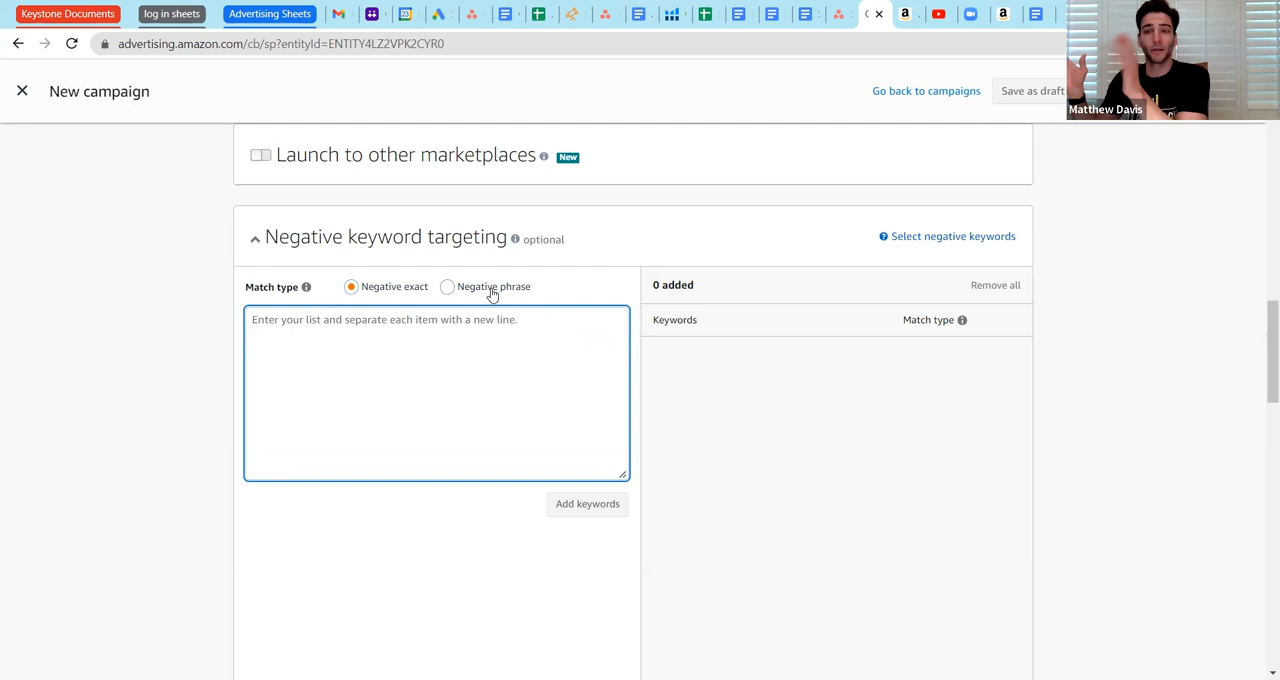 Keystone Documents
log in sheets
Advertising Sheets
advertising.amazon.com/cb/sp?entityId=ENTITY4LZ2VPK2CYR0
New campaign
Go back to campaigns
Save as draft
Matthew Davis
Launch to other marketplaces
New
Negative keyword targeting
optional
Select negative keywords
Match type
Negative exact
Negative phrase
0 added
Remove all
Enter your list and separate each item with a new line.
Keywords
Match type
Add keywords